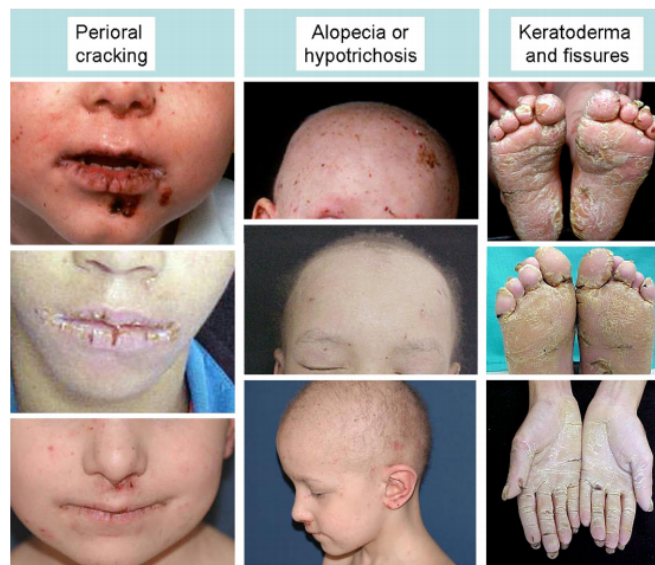 Perioral
cracking
Alopecia or
hypotrichosis
Keratoderma
and fissures